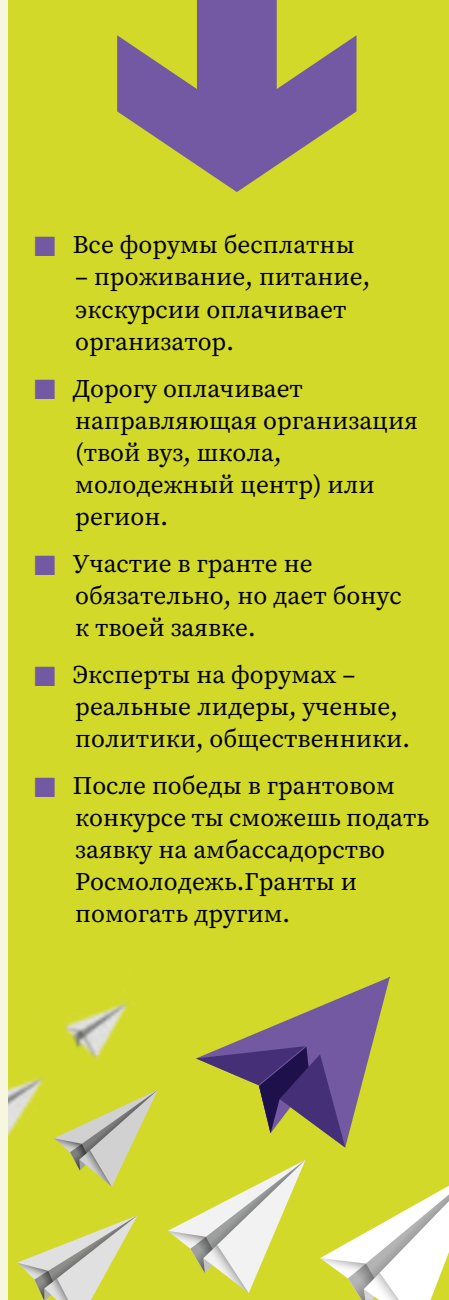 Все форумы бесплатны
– проживание, питание,
экскурсии оплачивает
организатор.
Дорогу оплачивает
направляющая организация
(твой вуз, школа,
молодежный центр) или
регион.
Участие в гранте не
обязательно, но дает бонус
к твоей заявке.
Эксперты на форумах –
реальные лидеры, ученые,
политики, общественники.
После победы в грантовом
конкурсе ты сможешь подать
заявку на амбассадорство
Росмолодежь.Гранты и
помогать другим.